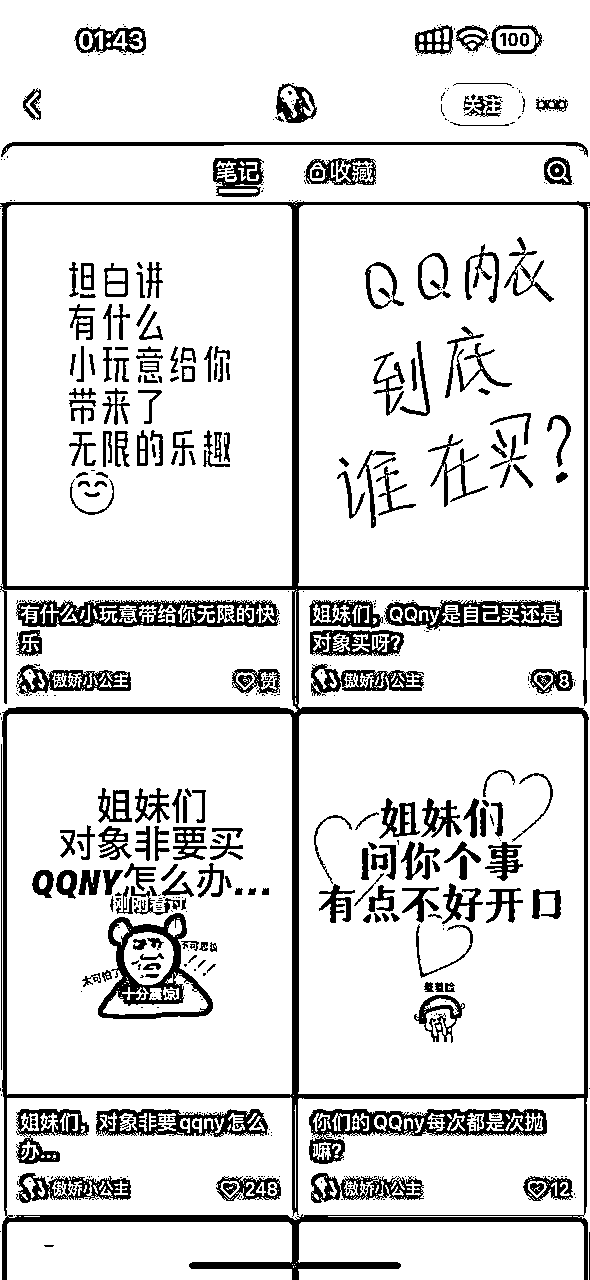 01:43
100
关注
笔记
收藏
坦白讲
有什么
小玩意给你
带来了
无限的乐趣
QQ内衣
到底
谁在买?
有什么小玩意带给你无限的快
乐
傲娇小公主
赞
姐妹们，QQny是自己买还是
对象买呀?
傲娇小公主
8
姐妹们
对象非要买
QQNY怎么办...
刚刚看过
不可思议
太可怕了
十分震惊!
姐妹们
问你个事
有点不好开口
羞羞脸
姐妹们，对象非要qqny怎么
办...
傲娇小公主
248
你们的QQny每次都是次抛
嘛?
傲娇小公主
12